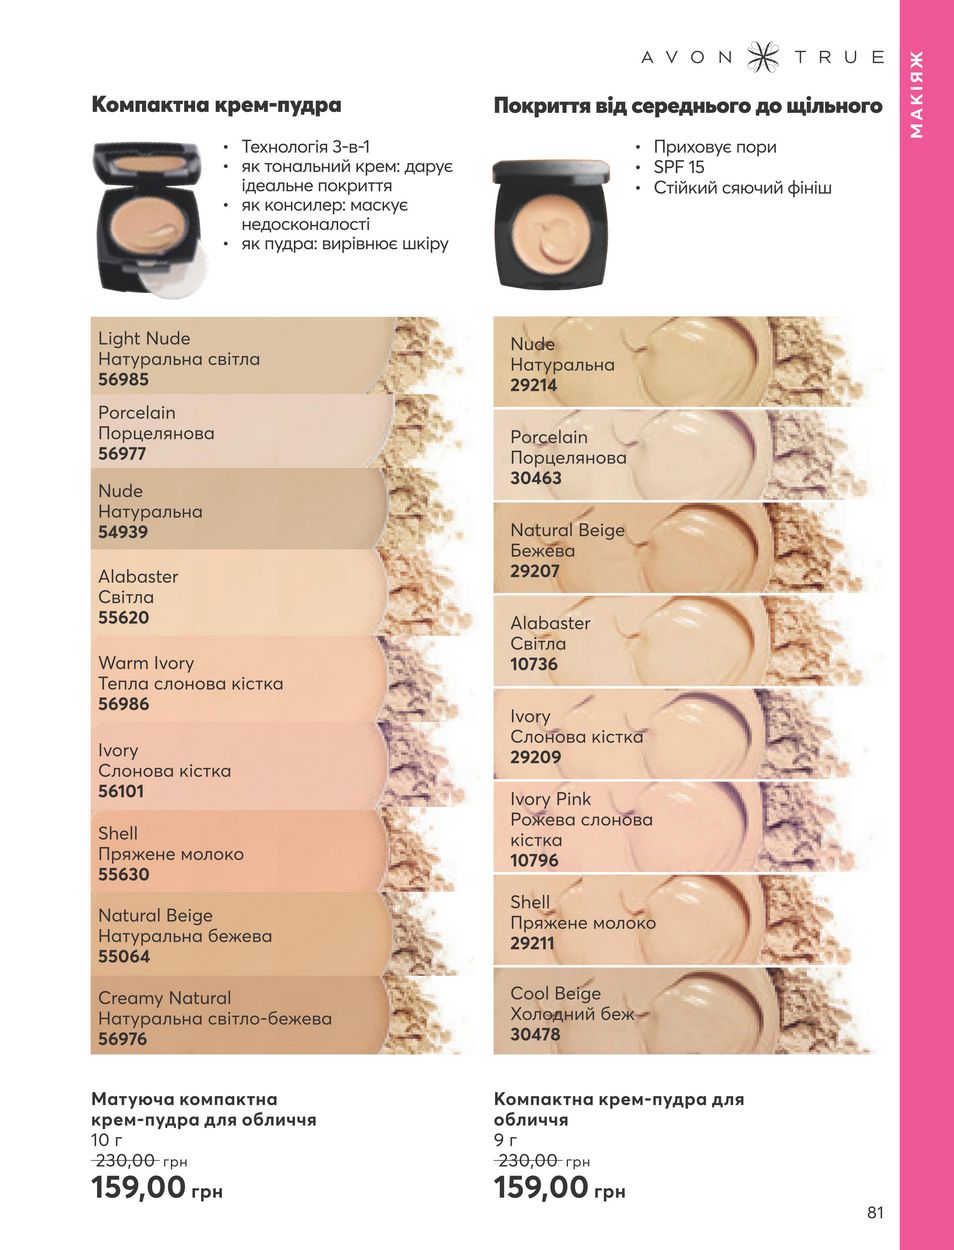 AVON TRUE
МАКІЯЖ
Компактна крем-пудра
• Технологія 3-в-1
• як тональний крем: дарує
ідеальне покриття
• як консилер: маскує
недосконалості
• як пудра: вирівнює шкіру
Light Nude
Натуральна світла
56985
Porcelain
Порцелянова
56977
Nude
Натуральна
54939
Alabaster
Світла
55620
Warm Ivory
Тепла слонова кістка
56986
Ivory
Слонова кістка
56101
Shell
Пряжене молоко
55630
Natural Beige
Натуральна бежева
55064
Creamy Natural
Натуральна світло-бежева
56976
Матуюча компактна
крем-пудра для обличчя
10 г
230,00 грн
159,00 грн
Покриття від середнього до щільного
• Приховує пори
• SPF 15
• Стійкий сяючий фініш
Nude
Натуральна
29214
Porcelain
Порцелянова
30463
Natural Beige
Бежева
29207
Alabaster
Світла
10736
Ivory
Слонова кістка
29209
Ivory Pink
Рожева слонова
кістка
10796
Shell
Пряжене молоко
29211
Cool Beige
Холодний беж
30478
Компактна крем-пудра для
обличчя
9 г
230,00 грн
159,00 грн
81